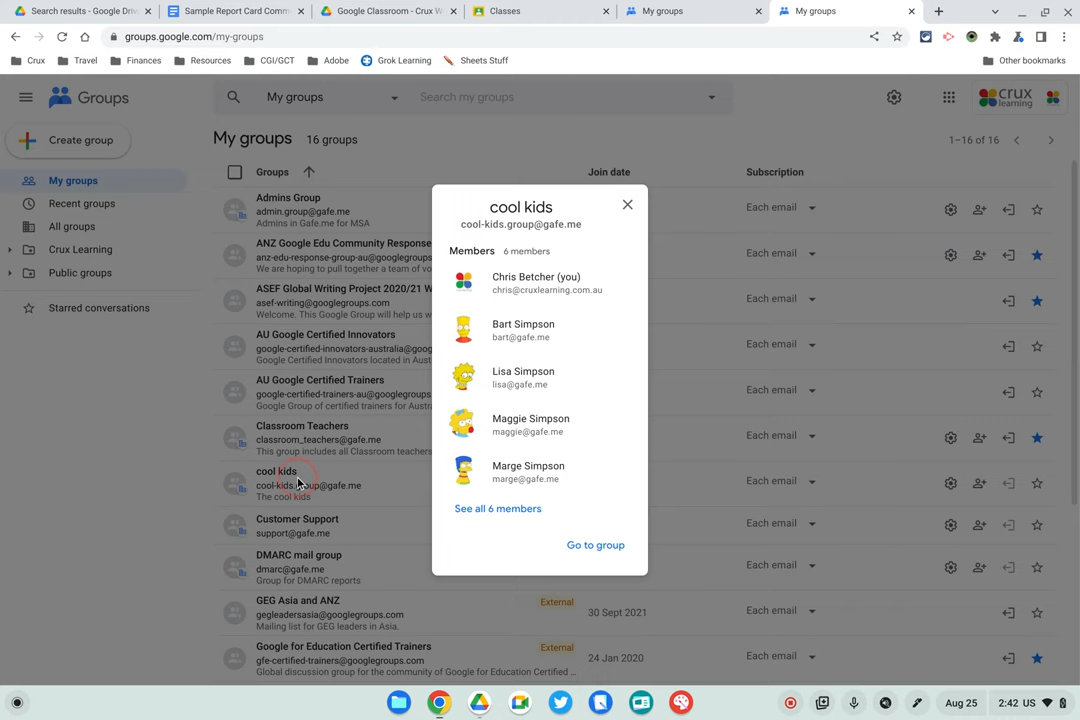 Search results - Google Driv
Sample Report Card Comm
Google Classroom - Crux W
Classes
My groups
My groups
groups.google.com/my-groups
Crux
Travel
Finances
Resources
CGI/GCT
Adobe
Grok Learning
Sheets Stuff
Other bookmarks
Groups
My groups
Search my groups
crux
learning
Create group
My groups
Recent groups
All groups
Crux Learning
Public groups
Starred conversations
My groups 16 groups
1–16 of 16
Groups
Join date
Subscription
Admins Group
admin.group@gafe.me
Admins in Gafe.me for MSA
Each email
ANZ Google Edu Community Response
anz-edu-response-group-au@googlegroups
We are hoping to pull together a team of vo
Each email
ASEF Global Writing Project 2020/21 W
asef-writing@googlegroups.com
Welcome. This Google Group will help us w
Each email
AU Google Certified Innovators
google-certified-innovators-australia@goog
Google Certified Innovators located in Aust
Each email
AU Google Certified Trainers
google-certified-trainers-au@googlegroups.
Google Group of certified trainers for Austr
Each email
Classroom Teachers
classroom_teachers@gafe.me
This group includes all Classroom teachers
Each email
cool kids
cool-kids.group@gafe.me
The cool kids
Each email
Customer Support
support@gafe.me
Each email
DMARC mail group
dmarc@gafe.me
Group for DMARC reports
Each email
GEG Asia and ANZ
gegleadersasia@googlegroups.com
Mailing list for GEG leaders in Asia.
External
30 Sept 2021
Each email
Google for Education Certified Trainers
gfe-certified-trainers@googlegroups.com
Global discussion group for the community of Google for Education Certified ...
External
24 Jan 2020
Each email
cool kids
cool-kids.group@gafe.me
Members 6 members
Chris Betcher (you)
chris@cruxlearning.com.au
Bart Simpson
bart@gafe.me
Lisa Simpson
lisa@gafe.me
Maggie Simpson
maggie@gafe.me
Marge Simpson
marge@gafe.me
See all 6 members
Go to group
Aug 25
2:42 US